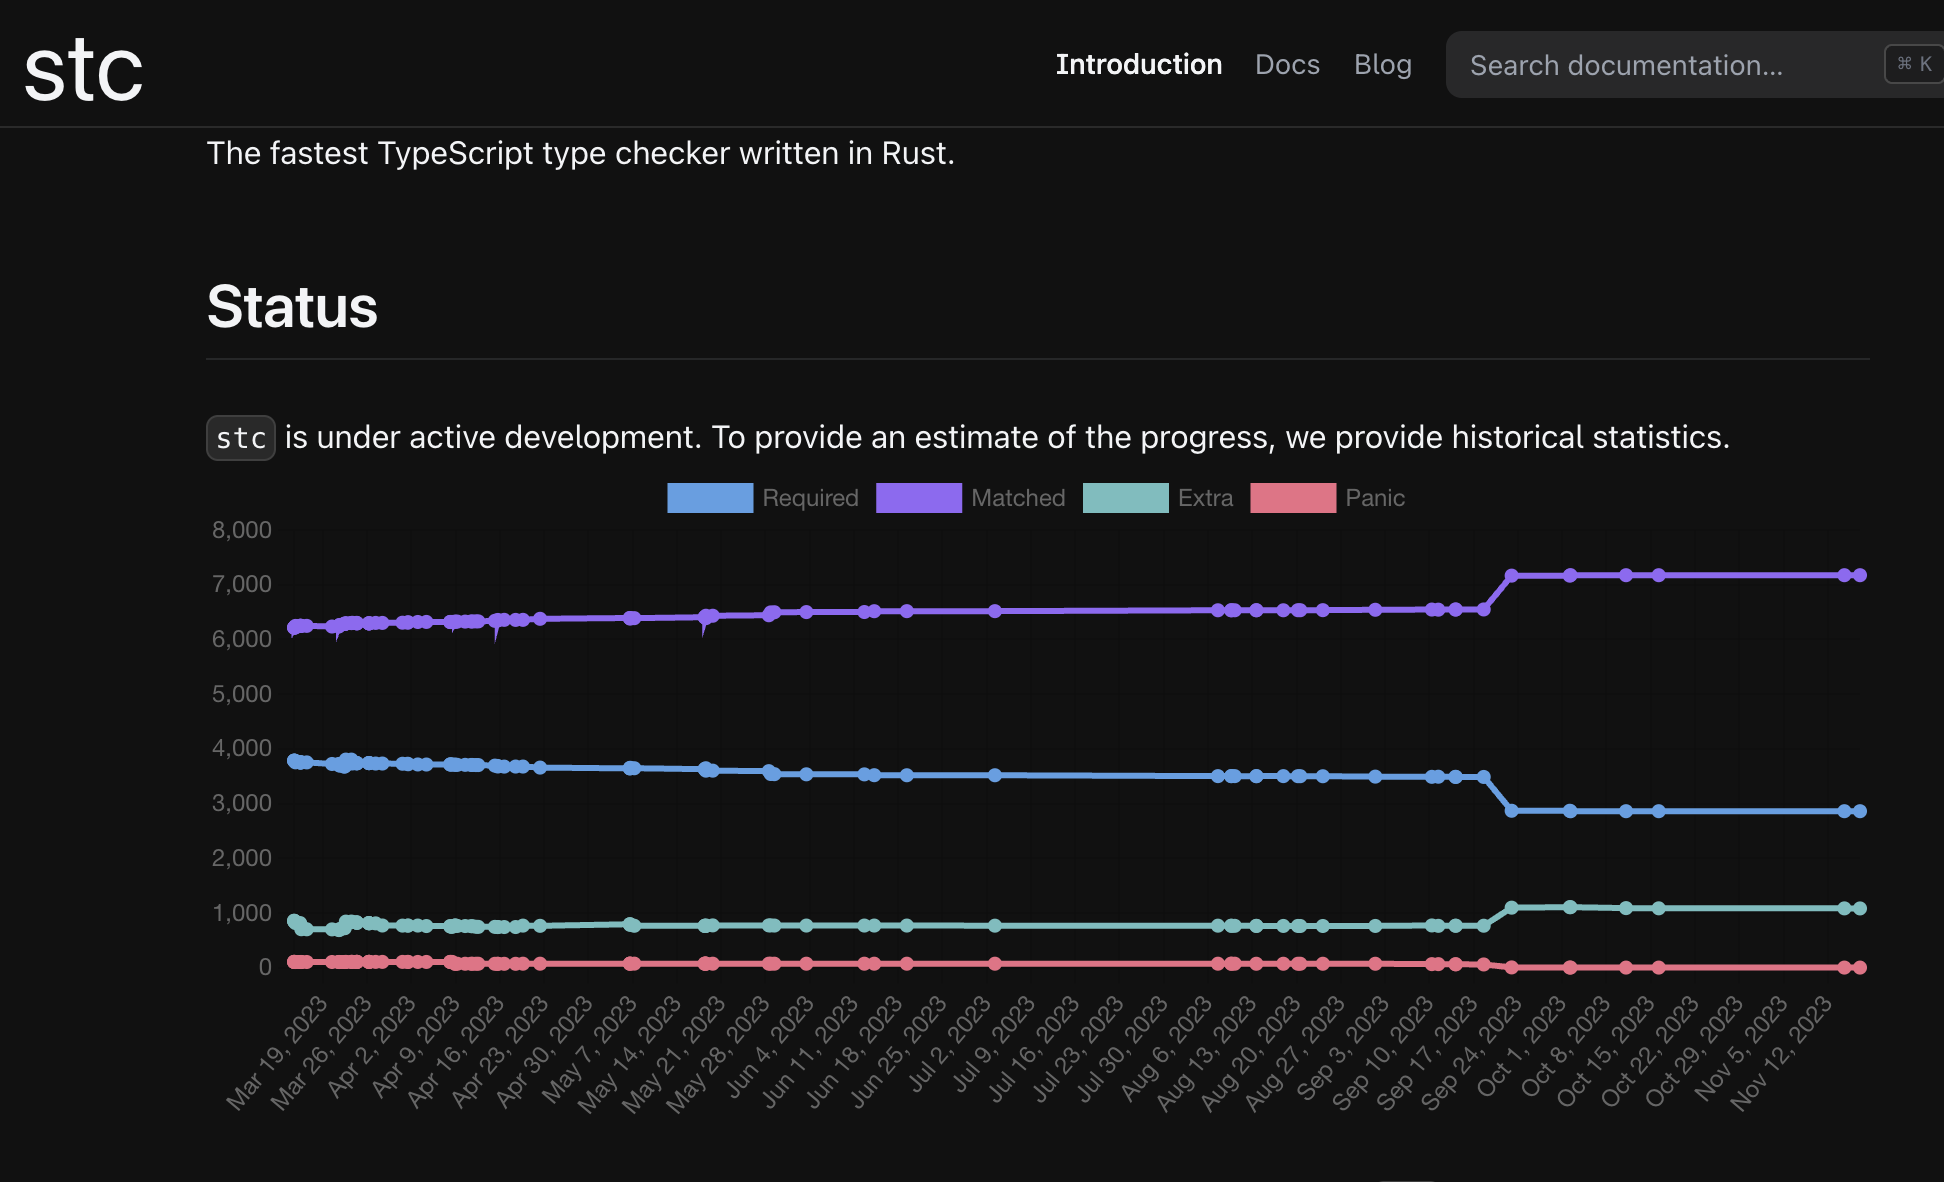 stc
Introduction Docs Blog Search documentation... ⌘ K
The fastest TypeScript type checker written in Rust.
Status
stc is under active development. To provide an estimate of the progress, we provide historical statistics.
Required Matched Extra Panic
8,000
7,000
6,000
5,000
4,000
3,000
2,000
1,000
0
Mar 19, 2023
Mar 26, 2023
Apr 2, 2023
Apr 9, 2023
Apr 16, 2023
Apr 23, 2023
Apr 30, 2023
May 7, 2023
May 14, 2023
May 21, 2023
May 28, 2023
Jun 4, 2023
Jun 11, 2023
Jun 18, 2023
Jun 25, 2023
Jul 2, 2023
Jul 9, 2023
Jul 16, 2023
Jul 23, 2023
Jul 30, 2023
Aug 6, 2023
Aug 13, 2023
Aug 20, 2023
Aug 27, 2023
Sep 3, 2023
Sep 10, 2023
Sep 17, 2023
Sep 24, 2023
Oct 1, 2023
Oct 8, 2023
Oct 15, 2023
Oct 22, 2023
Oct 29, 2023
Nov 5, 2023
Nov 12, 2023